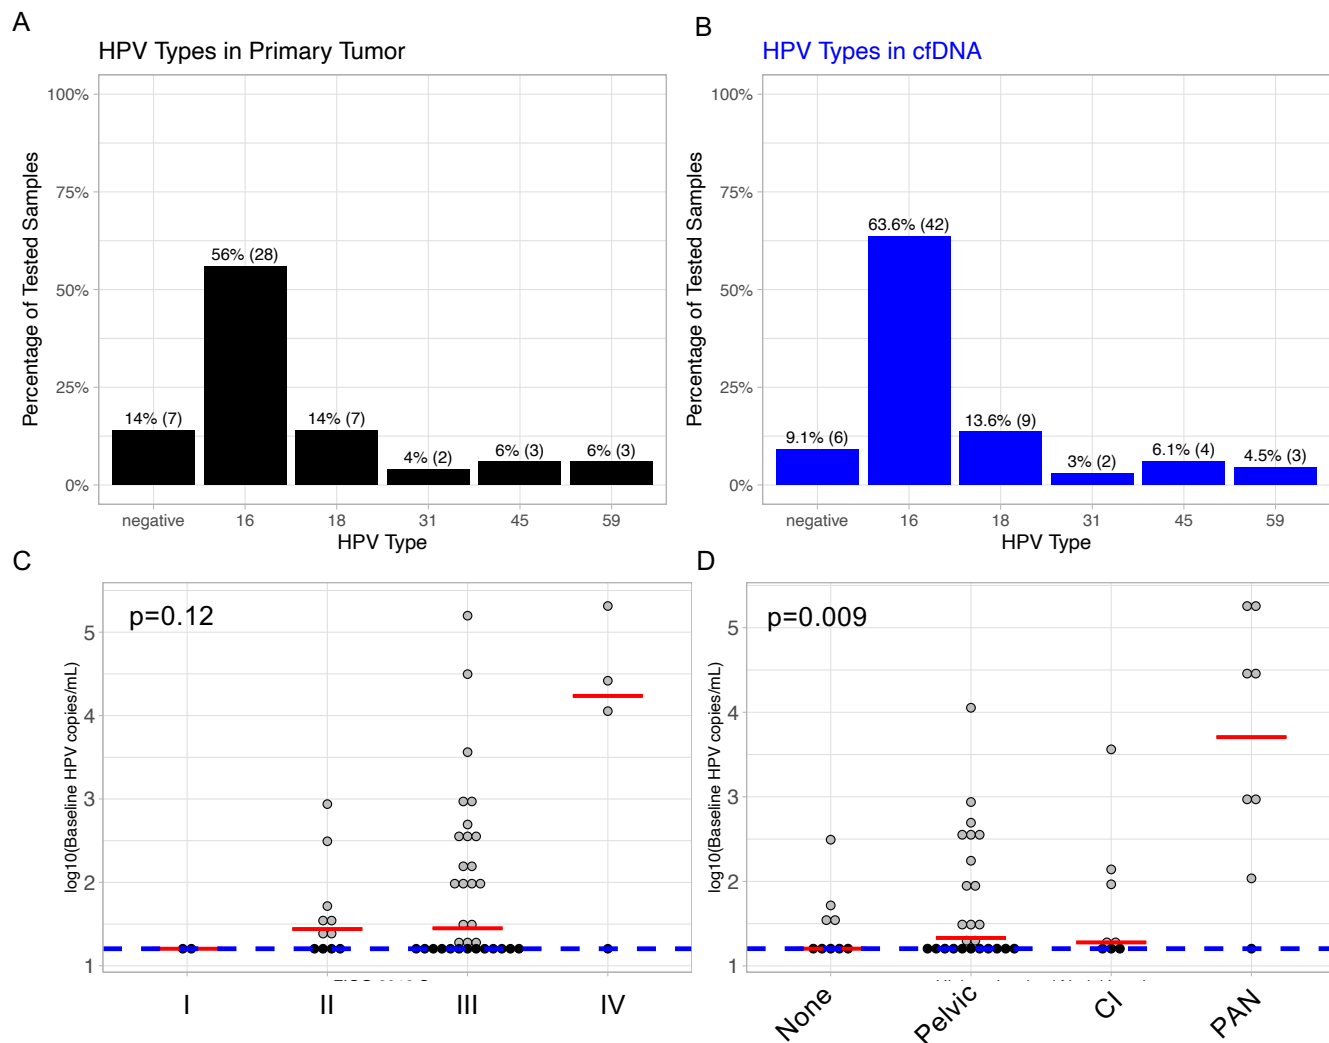 A
HPV Types in Primary Tumor
100%
75%
50%
25%
0%
Percentage of Tested Samples
14% (7)
56% (28)
14% (7)
4% (2)
6% (3)
6% (3)
negative 16 18 31 45 59
HPV Type
B
HPV Types in cfDNA
100%
75%
50%
25%
0%
Percentage of Tested Samples
9.1% (6)
63.6% (42)
13.6% (9)
3% (2)
6.1% (4)
4.5% (3)
negative 16 18 31 45 59
HPV Type
C
p=0.12
5
4
3
2
1
log10(Baseline HPV copies/mL)
I II III IV
D
p=0.009
5
4
3
2
1
log10(Baseline HPV copies/mL)
None Pelvic CI PAN